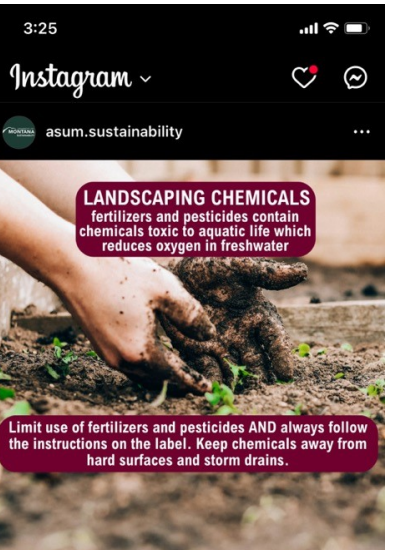 3:25
Instagram
MONTANA
asum.sustainability
LANDSCAPING CHEMICALS
fertilizers and pesticides contain
chemicals toxic to aquatic life which
reduces oxygen in freshwater
Limit use of fertilizers and pesticides AND always follow
the instructions on the label. Keep chemicals away from
hard surfaces and storm drains.